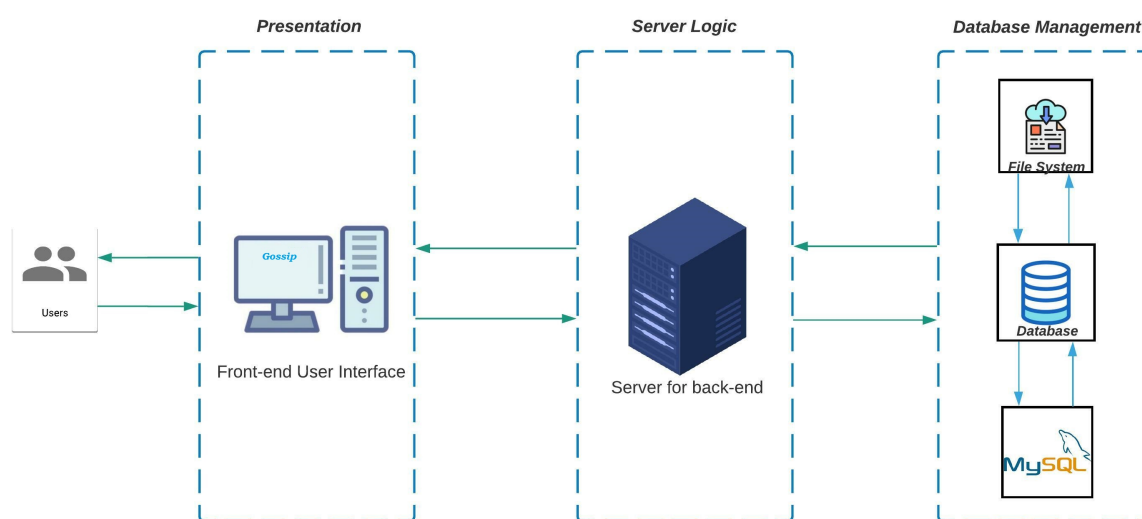 Presentation
Server Logic
Database Management
File System
Gossip
Users
Database
Front-end User Interface
Server for back-end
MySQL